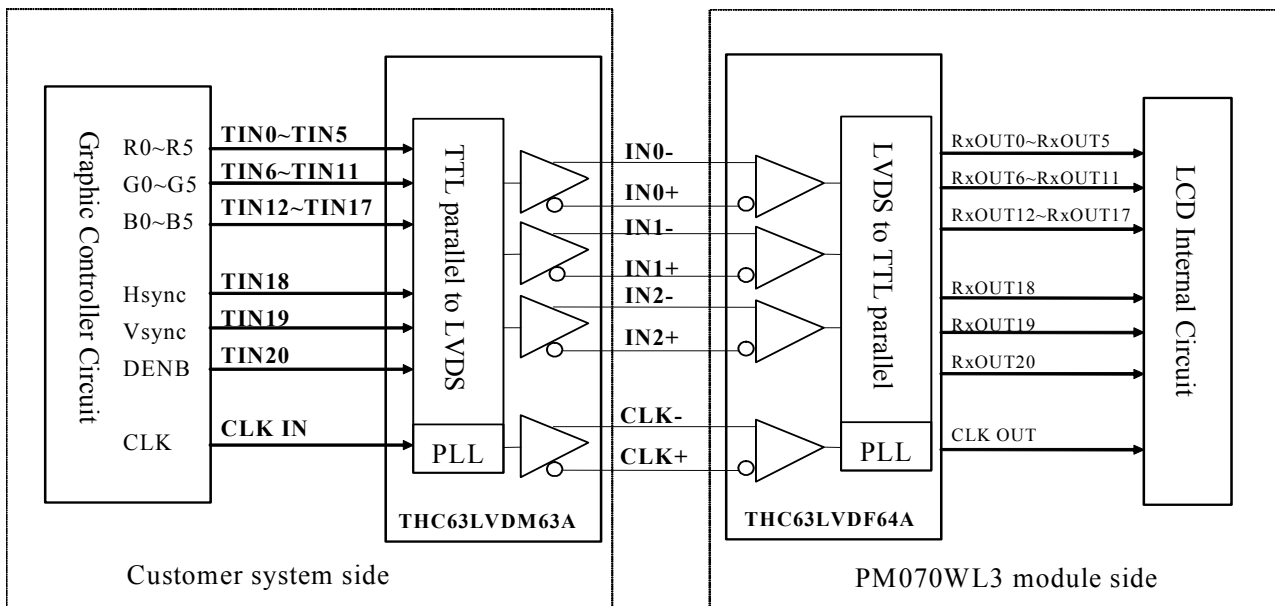 Graphic Controller Circuit
R0~R5
G0~G5
B0~B5
Hsync
Vsync
DENB
CLK
TIN0~TIN5
TIN6~TIN11
TIN12~TIN17
TIN18
TIN19
TIN20
CLK IN
TTL parallel to LVDS
PLL
THC63LVDM63A
Customer system side
IN0-
IN0+
IN1-
IN1+
IN2-
IN2+
CLK-
CLK+
LVDS to TTL parallel
PLL
THC63LVDF64A
RxOUT0~RxOUT5
RxOUT6~RxOUT11
RxOUT12~RxOUT17
RxOUT18
RxOUT19
RxOUT20
CLK OUT
LCD Internal Circuit
PM070WL3 module side